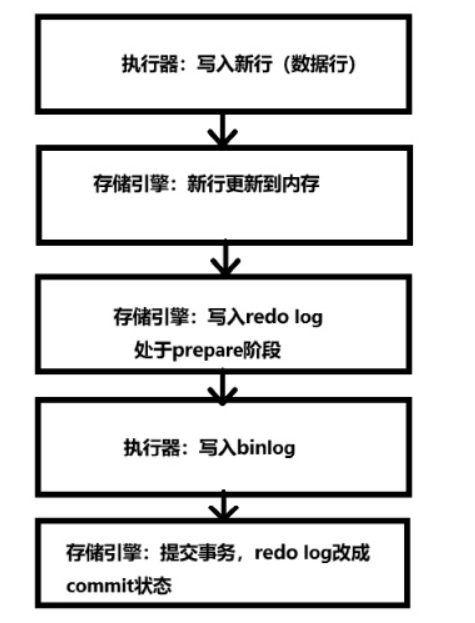 执行器：写入新行（数据行）
存储引擎：新行更新到内存
存储引擎：写入redo log
处于prepare阶段
执行器：写入binlog
存储引擎：提交事务，redo log改成
commit状态